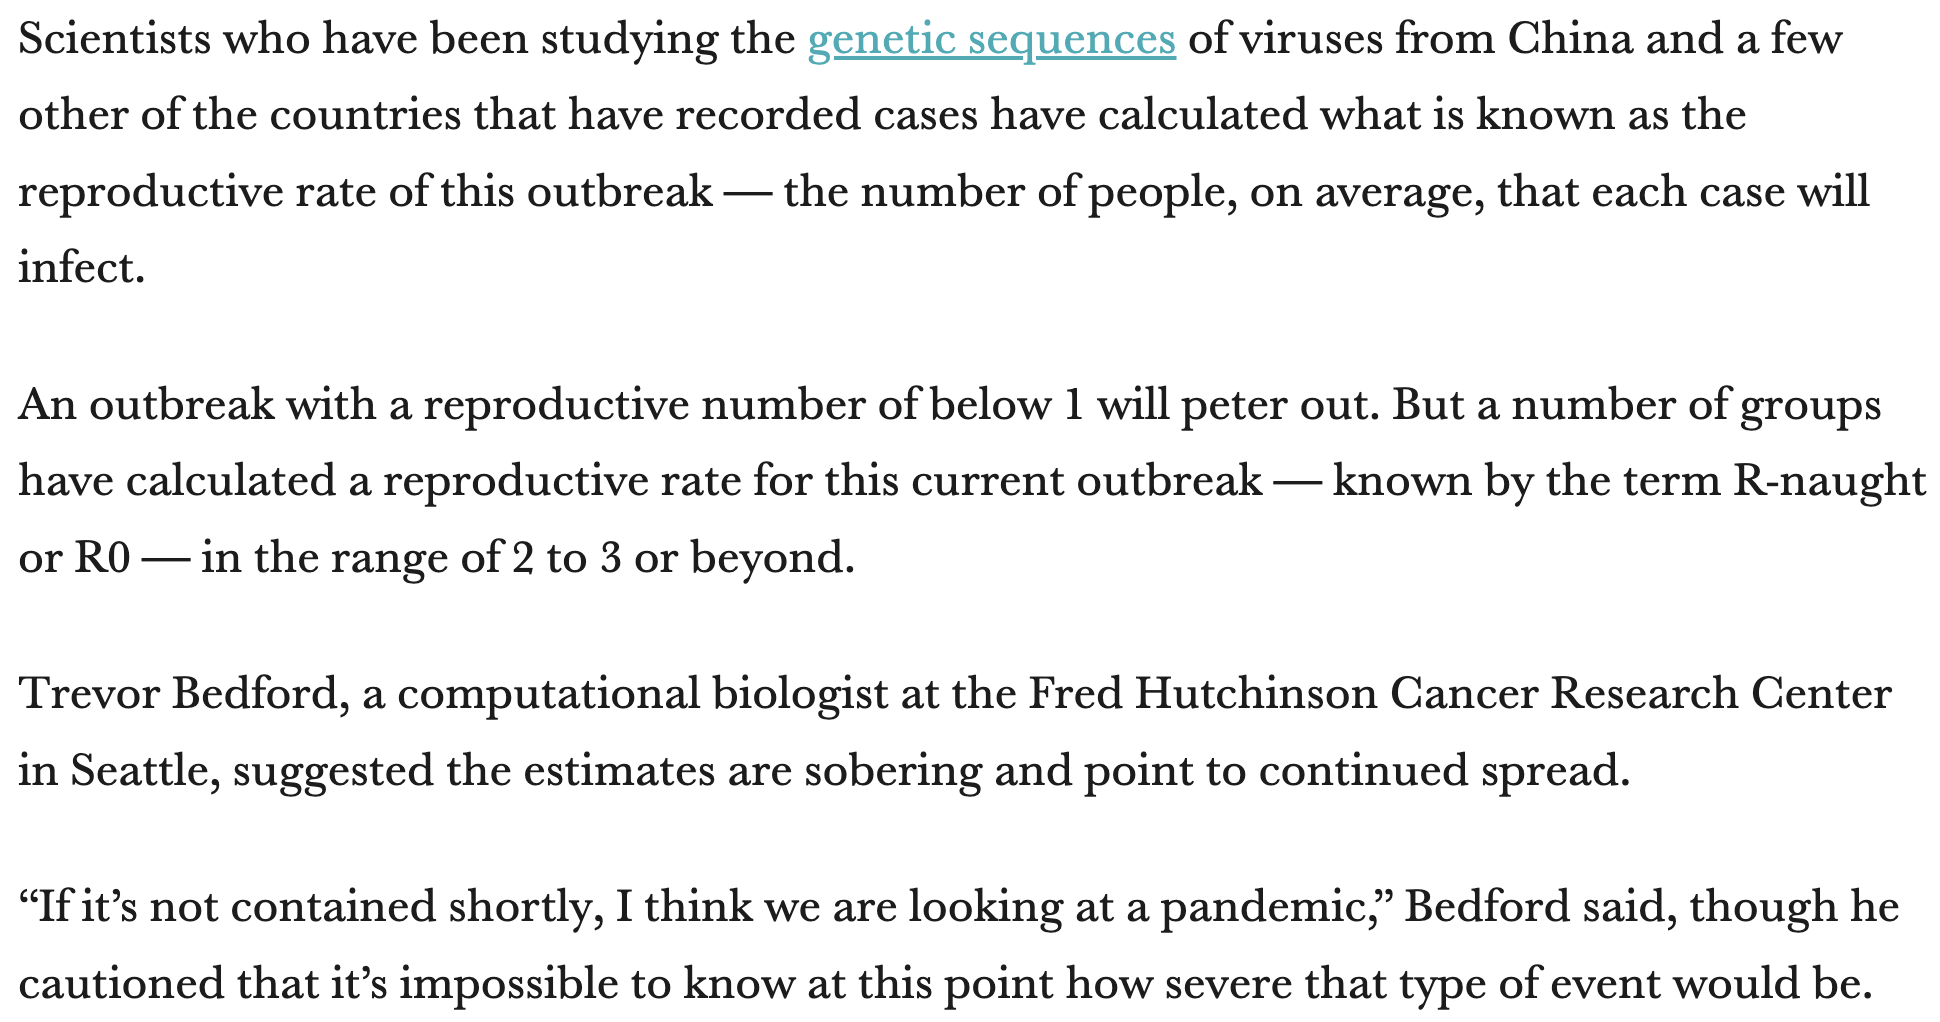 Scientists who have been studying the genetic sequences of viruses from China and a few
other of the countries that have recorded cases have calculated what is known as the
reproductive rate of this outbreak — the number of people, on average, that each case will
infect.
An outbreak with a reproductive number of below 1 will peter out. But a number of groups
have calculated a reproductive rate for this current outbreak — known by the term R-naught
or R0 — in the range of 2 to 3 or beyond.
Trevor Bedford, a computational biologist at the Fred Hutchinson Cancer Research Center
in Seattle, suggested the estimates are sobering and point to continued spread.
“If it’s not contained shortly, I think we are looking at a pandemic,” Bedford said, though he
cautioned that it’s impossible to know at this point how severe that type of event would be.